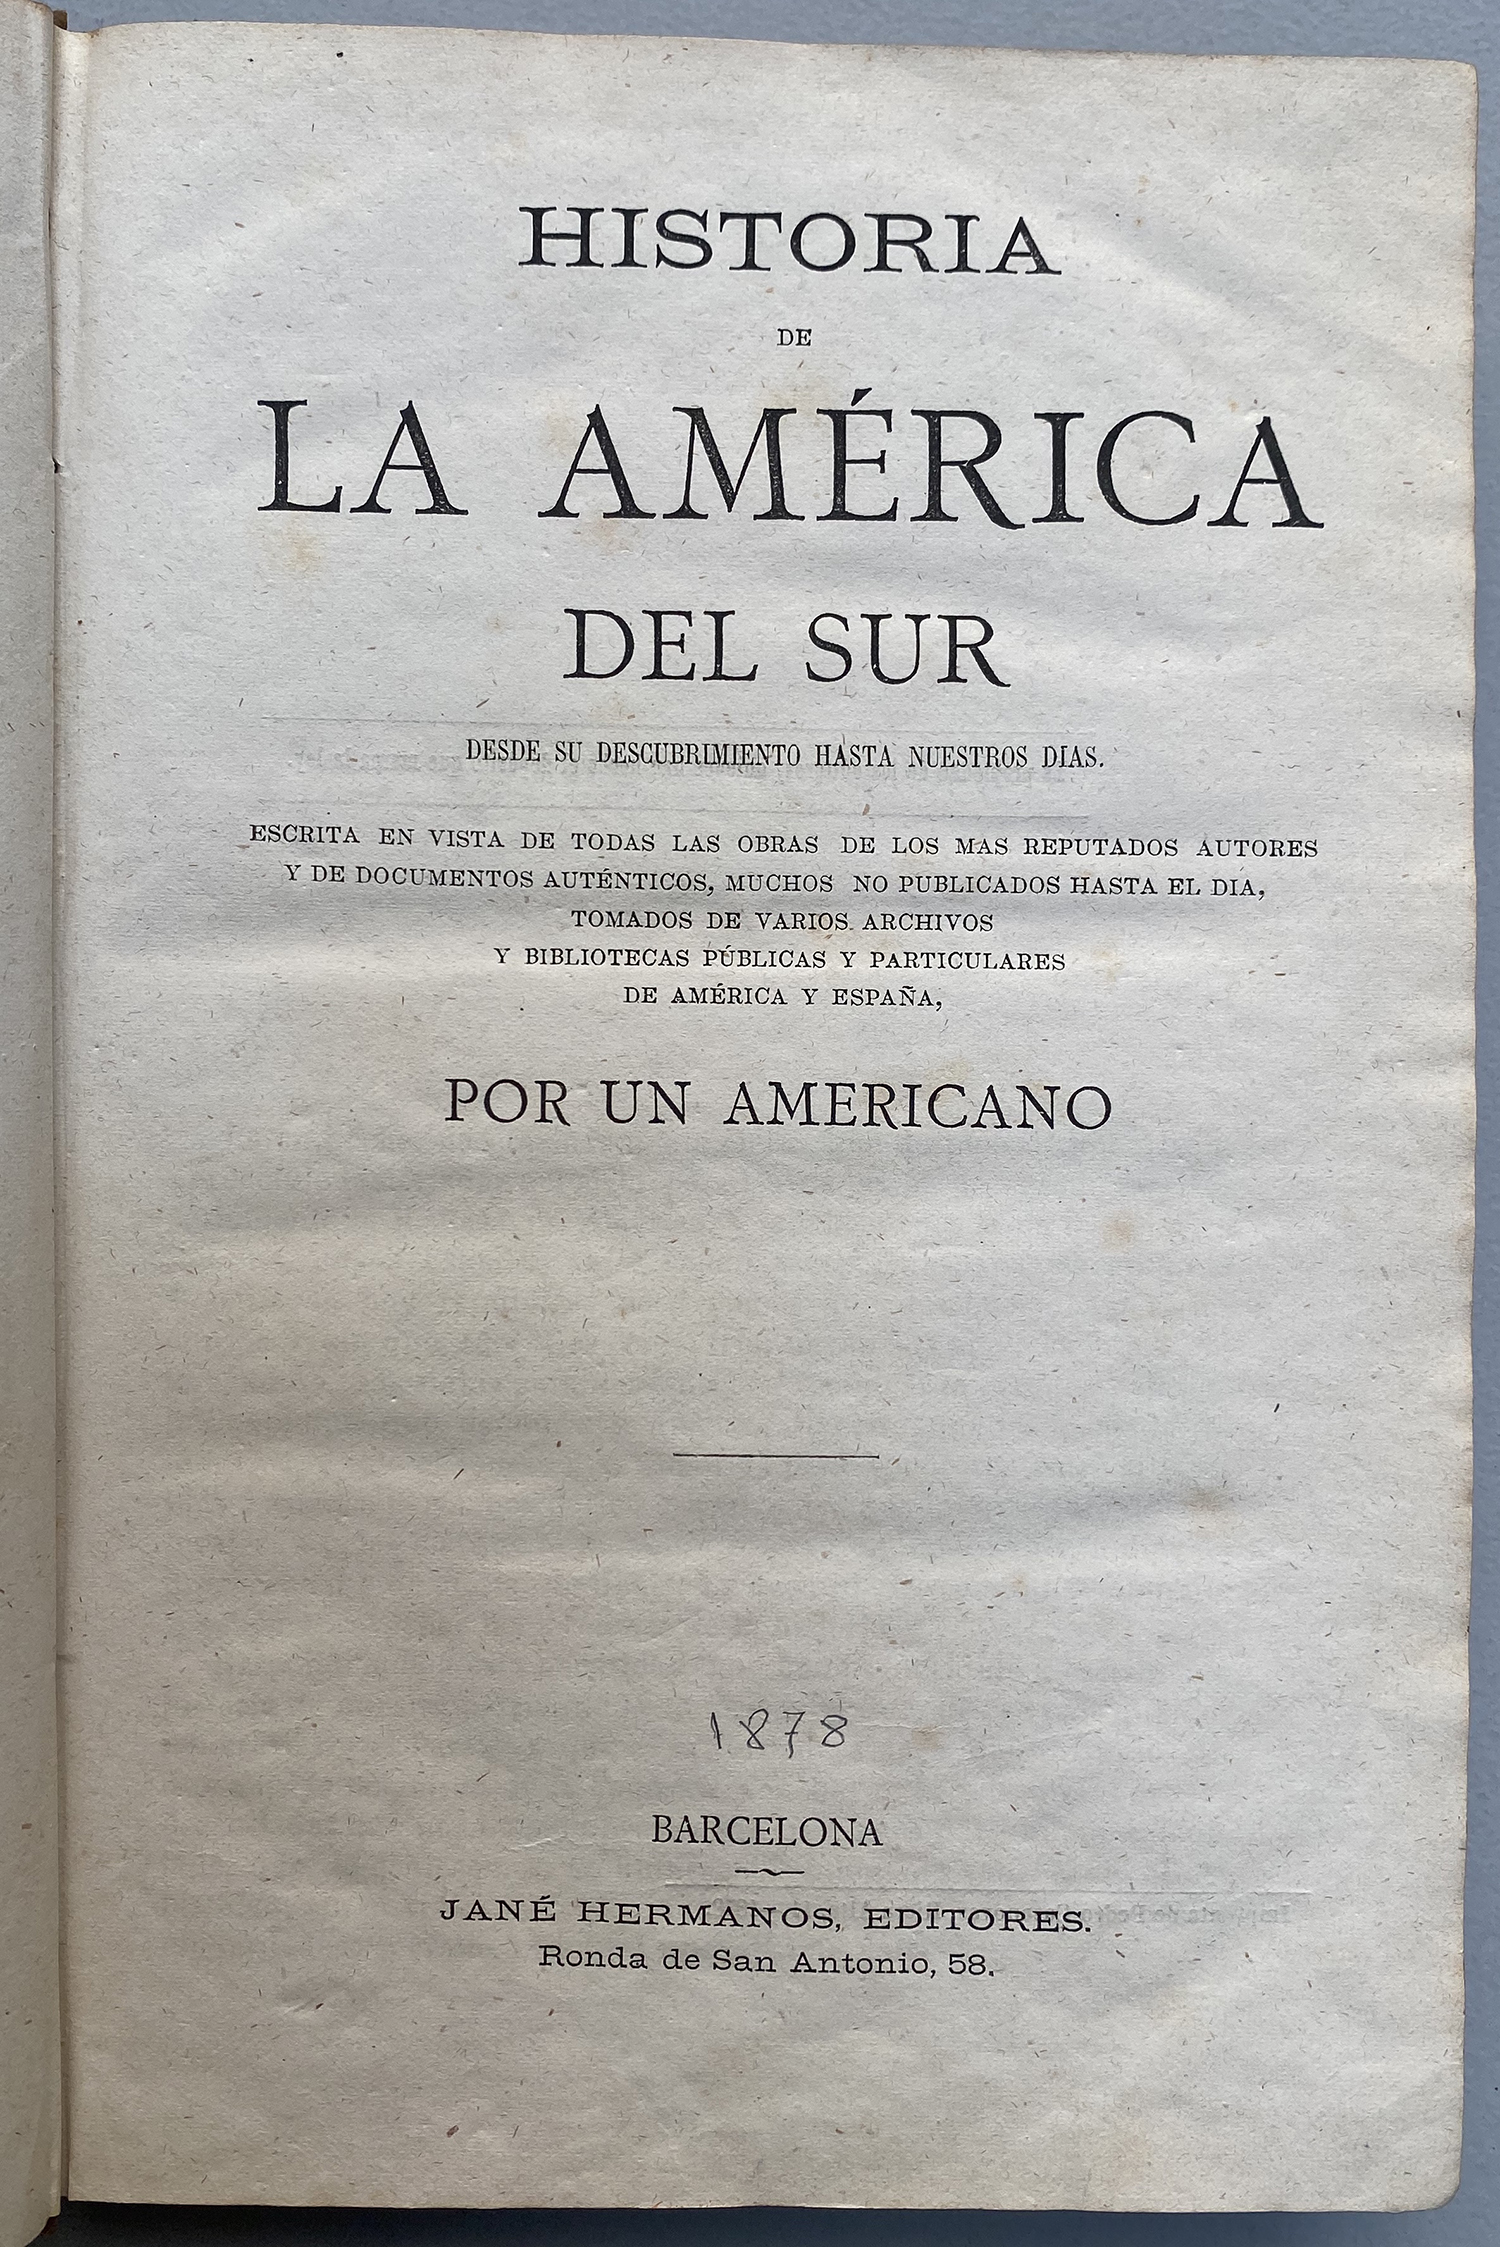 HISTORIA
DE
LA AMÉRICA
DEL SUR
DESDE SU DESCUBRIMIENTO HASTA NUESTROS DIAS.
ESCRITA EN VISTA DE TODAS LAS OBRAS DE LOS MAS REPUTADOS AUTORES
Y DE DOCUMENTOS AUTÉNTICOS, MUCHOS NO PUBLICADOS HASTA EL DIA,
TOMADOS DE VARIOS ARCHIVOS
Y BIBLIOTECAS PÚBLICAS Y PARTICULARES
DE AMÉRICA Y ESPAÑA,
POR UN AMERICANO
1878
BARCELONA
JANÉ HERMANOS, EDITORES.
Ronda de San Antonio, 58.